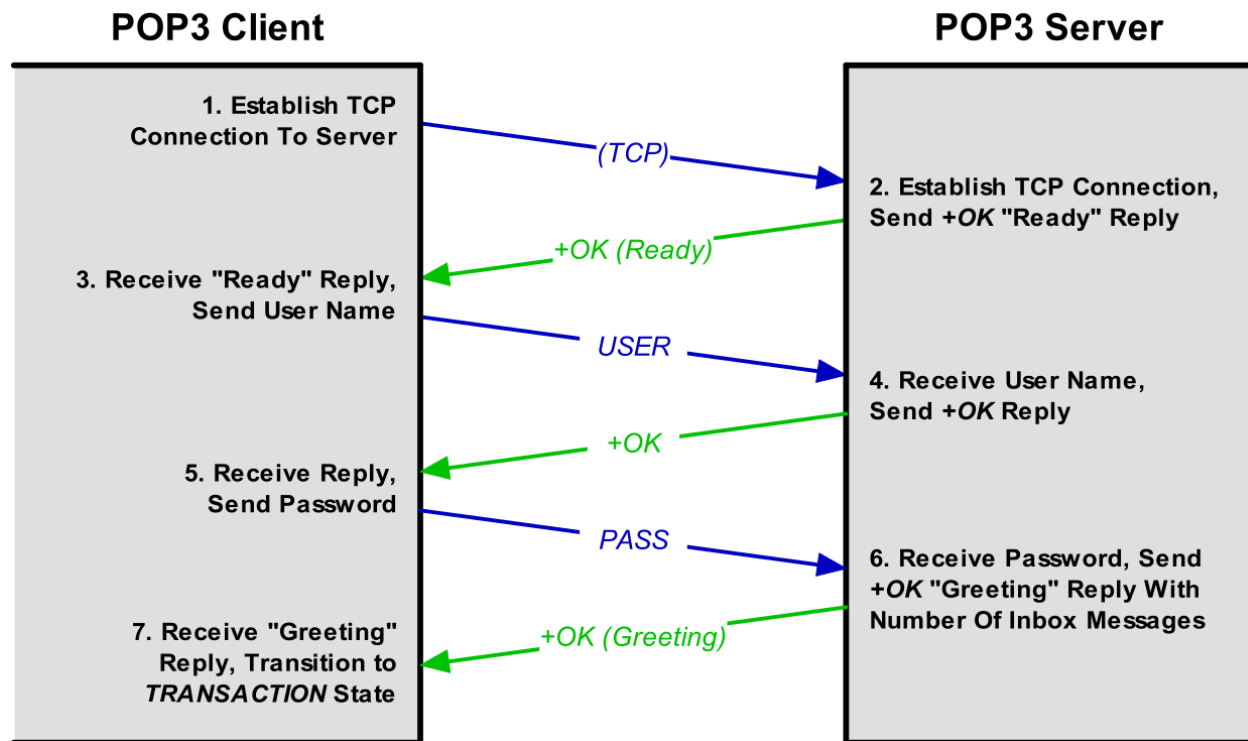 POP3 Client
POP3 Server
1. Establish TCP
Connection To Server
(TCP)
2. Establish TCP Connection,
Send +OK "Ready" Reply
+OK (Ready)
3. Receive "Ready" Reply,
Send User Name
USER
4. Receive User Name,
Send +OK Reply
+OK
5. Receive Reply,
Send Password
PASS
6. Receive Password, Send
+OK "Greeting" Reply With
Number Of Inbox Messages
+OK (Greeting)
7. Receive "Greeting"
Reply, Transition to
TRANSACTION State